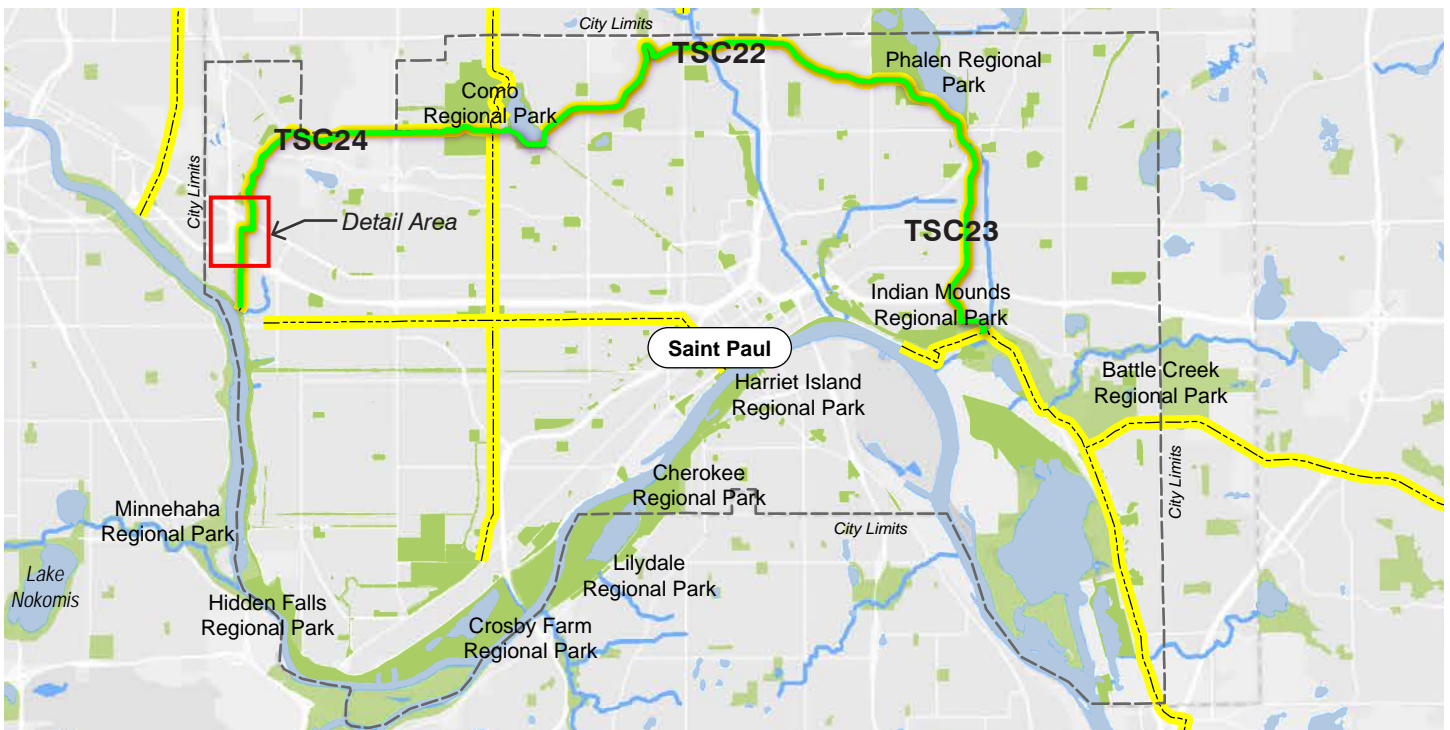 City Limits
TSC22
Phalen Regional
Park
Como
Regional Park
TSC24
City Limits
Detail Area
TSC23
Indian Mounds
Regional Park
Saint Paul
Harriet Island
Regional Park
Battle Creek
Regional Park
City Limits
Cherokee
Regional Park
City Limits
Minnehaha
Regional Park
Lilydale
Regional Park
Lake
Nokomis
Hidden Falls
Regional Park
Crosby Farm
Regional Park